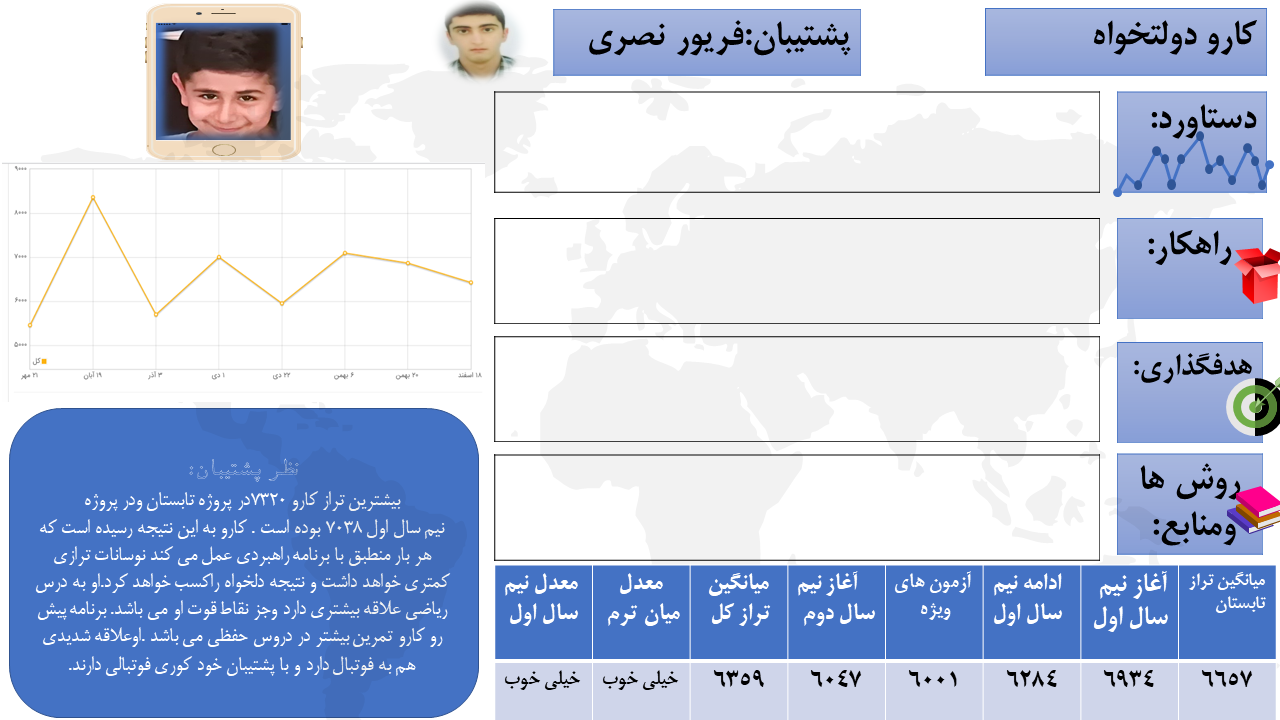 کارو دولتخواه
پشتیبان:فریور نصری
دستاورد:
راهکار:
هدفگذاری:
روش ها
ومنابع:
۹۰۰۰
۸۰۰۰
۷۰۰۰
۶۰۰۰
۵۰۰۰
کل
۲۱ مهر
۱۹ آبان
۳ آذر
۱ دی
۲۲ دی
۶ بهمن
۲۰ بهمن
۱۸ اسفند
نظر پشتیبان:
بیشترین تراز کارو ۷۳۲۰در پروژه تابستان ودر پروژه
نیم سال اول ۷۰۳۸ بوده است . کارو به این نتیجه رسیده است که
هر بار منطبق با برنامه راهبردی عمل می کند نوسانات ترازی
کمتری خواهد داشت و نتیجه دلخواه راکسب خواهد کرد.او به درس
ریاضی علاقه بیشتری دارد وجز نقاط قوت او می باشد. برنامه پیش
رو کارو تمرین بیشتر در دروس حفظی می باشد .اوعلاقه شدیدی
هم به فوتبال دارد و با پشتیبان خود کوری فوتبالی دارند.
میانگین تراز تابستان
آغاز نیم سال اول
ادامه نیم سال اول
آزمون های ویژه
آغاز نیم سال دوم
میانگین تراز کل
معدل میان ترم
معدل نیم سال اول
۶۶۵۷
۶۹۳۴
۶۲۸۴
۶۰۰۱
۶۰۴۷
۶۳۵۹
خیلی خوب
خیلی خوب